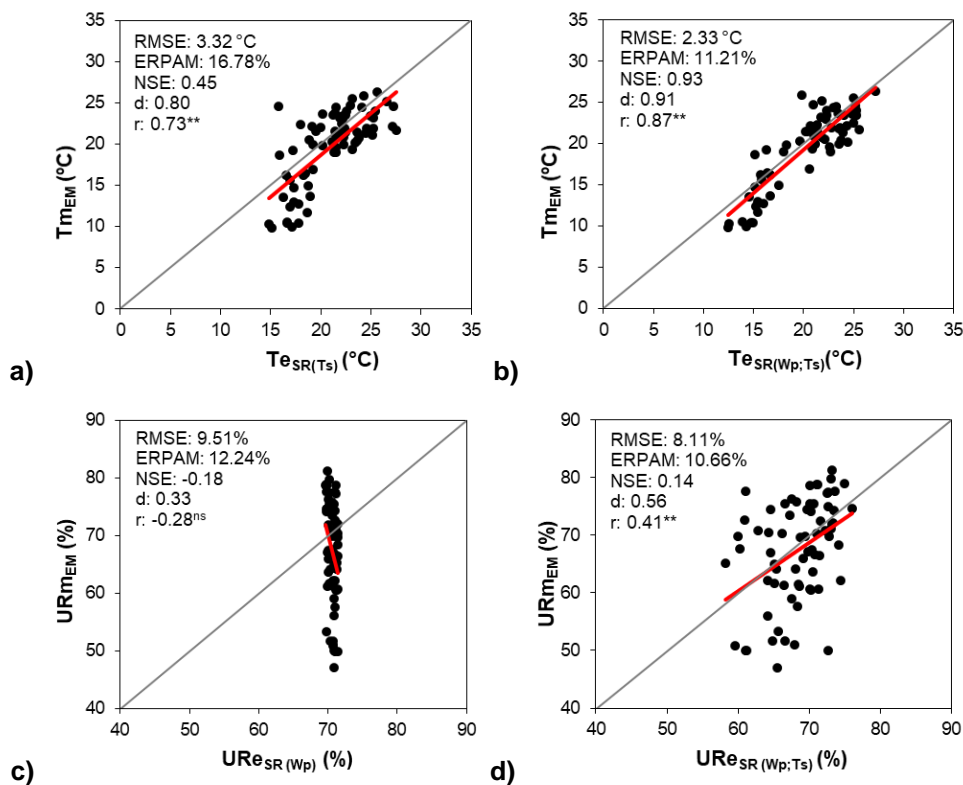 35
30
25
20
15
10
5
0
Tm_EM (°C)
RMSE: 3.32 °C
ERPAM: 16.78%
NSE: 0.45
d: 0.80
r: 0.73**
0 5 10 15 20 25 30 35
Te_SR(Ts) (°C)
a)
35
30
25
20
15
10
5
0
Tm_EM (°C)
RMSE: 2.33 °C
ERPAM: 11.21%
NSE: 0.93
d: 0.91
r: 0.87**
0 5 10 15 20 25 30 35
Te_SR(Wp;Ts) (°C)
b)
90
80
70
60
50
40
URm_EM (%)
RMSE: 9.51%
ERPAM: 12.24%
NSE: -0.18
d: 0.33
r: -0.28ns
40 50 60 70 80 90
URe_SR (Wp) (%)
c)
90
80
70
60
50
40
URm_EM (%)
RMSE: 8.11%
ERPAM: 10.66%
NSE: 0.14
d: 0.56
r: 0.41**
40 50 60 70 80 90
URe_SR (Wp;Ts) (%)
d)